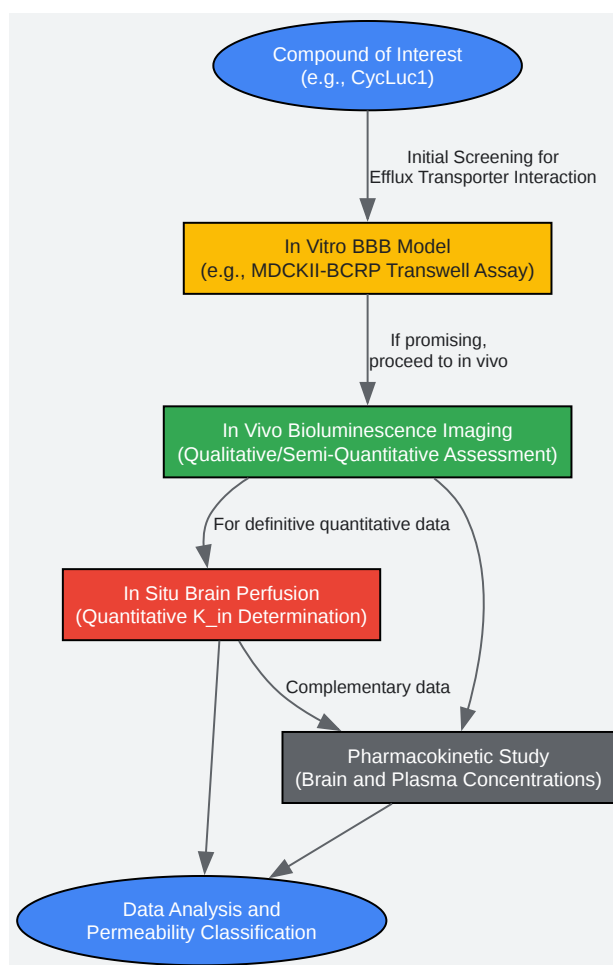 Compound of Interest
(e.g., CycLuc1)
Initial Screening for
Efflux Transporter Interaction
In Vitro BBB Model
(e.g., MDCKII-BCRP Transwell Assay)
If promising,
proceed to in vivo
In Vivo Bioluminescence Imaging
(Qualitative/Semi-Quantitative Assessment)
For definitive quantitative data
In Situ Brain Perfusion
(Quantitative K_in Determination)
Complementary data
Pharmacokinetic Study
(Brain and Plasma Concentrations)
Data Analysis and
Permeability Classification